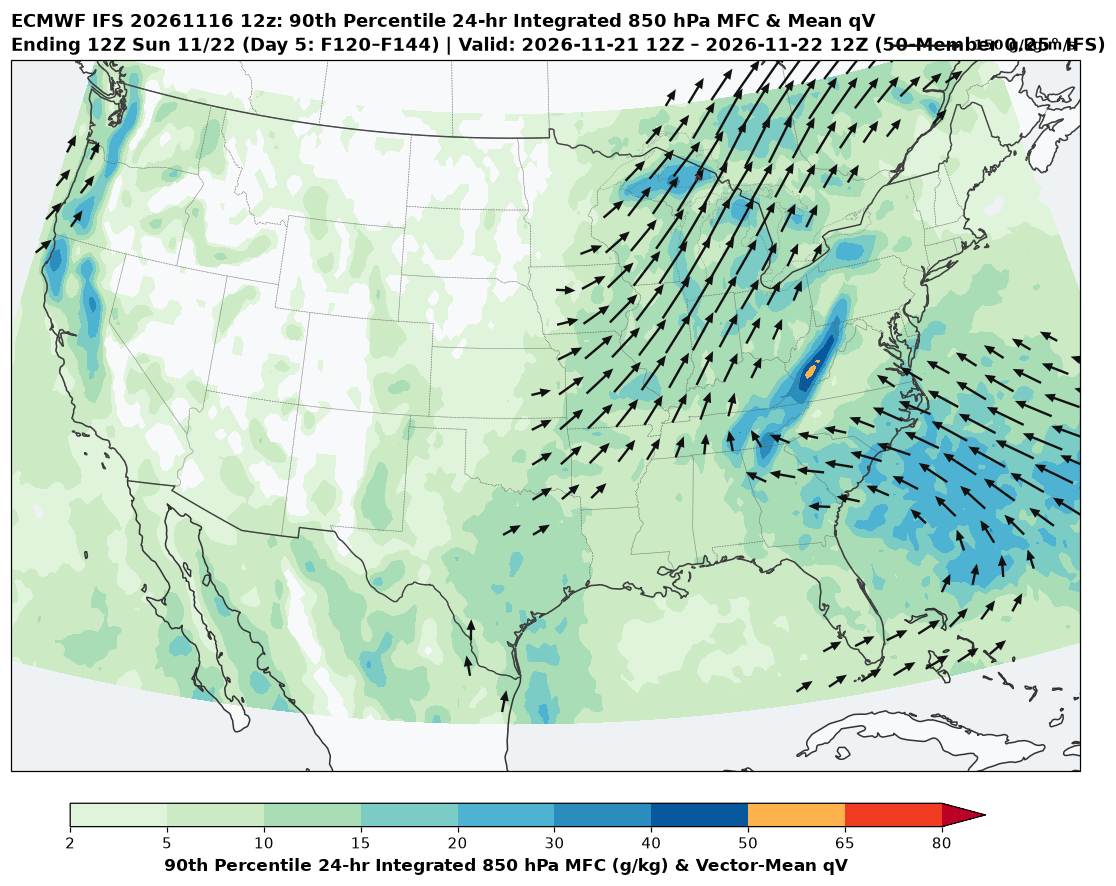 ECMWF IFS 20261116 12z: 90th Percentile 24-hr Integrated 850 hPa MFC & Mean qV
Ending 12Z Sun 11/22 (Day 5: F120–F144) | Valid: 2026-11-21 12Z – 2026-11-22 12Z (50-Member 0.25° IFS)
150 g/kg m/s
2 5 10 15 20 30 40 50 65 80
90th Percentile 24-hr Integrated 850 hPa MFC (g/kg) & Vector-Mean qV